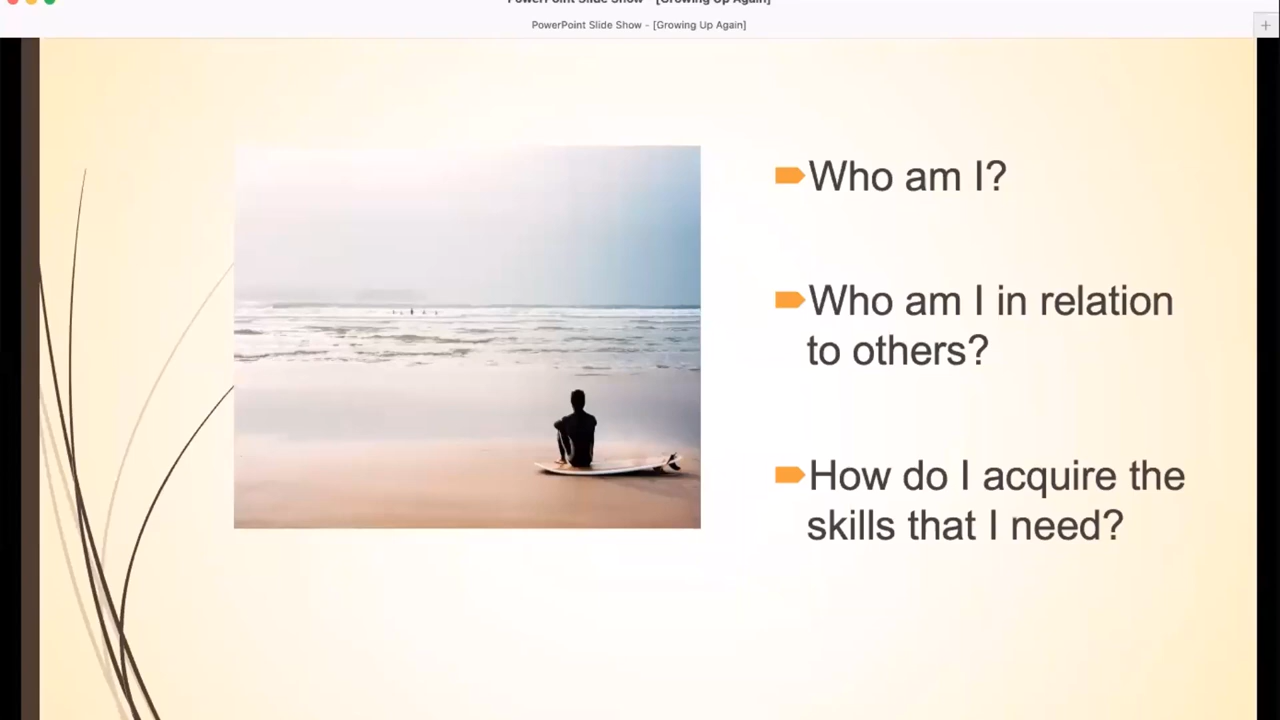 PowerPoint Slide Show - [Growing Up Again]
PowerPoint Slide Show - [Growing Up Again]
Who am I?
Who am I in relation
to others?
How do I acquire the
skills that I need?